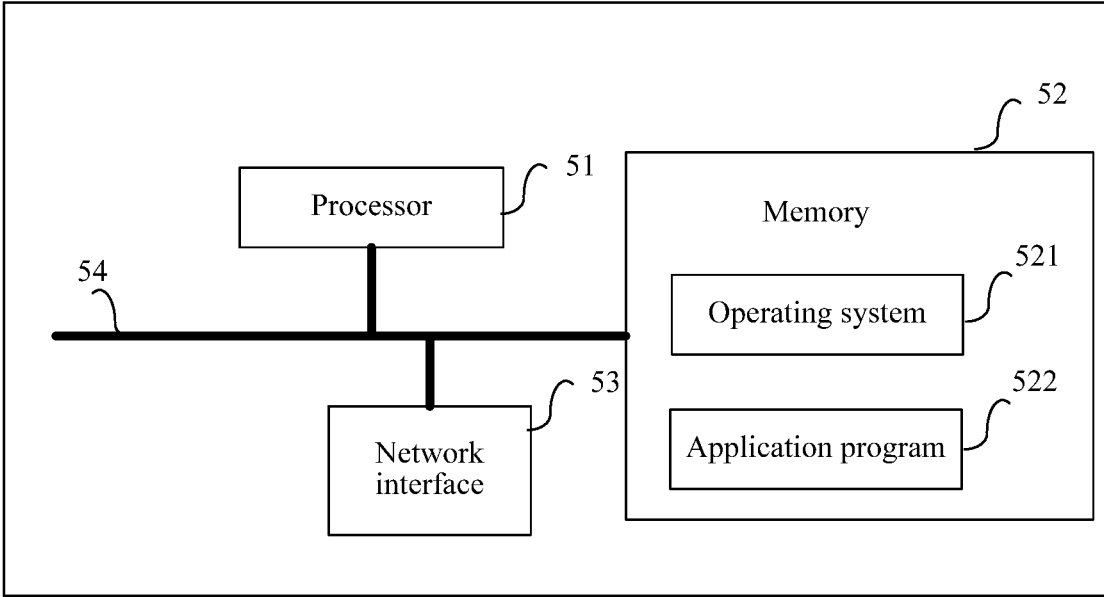 52
51
Processor
Memory
54
521
Operating system
53
522
Network
interface
Application program